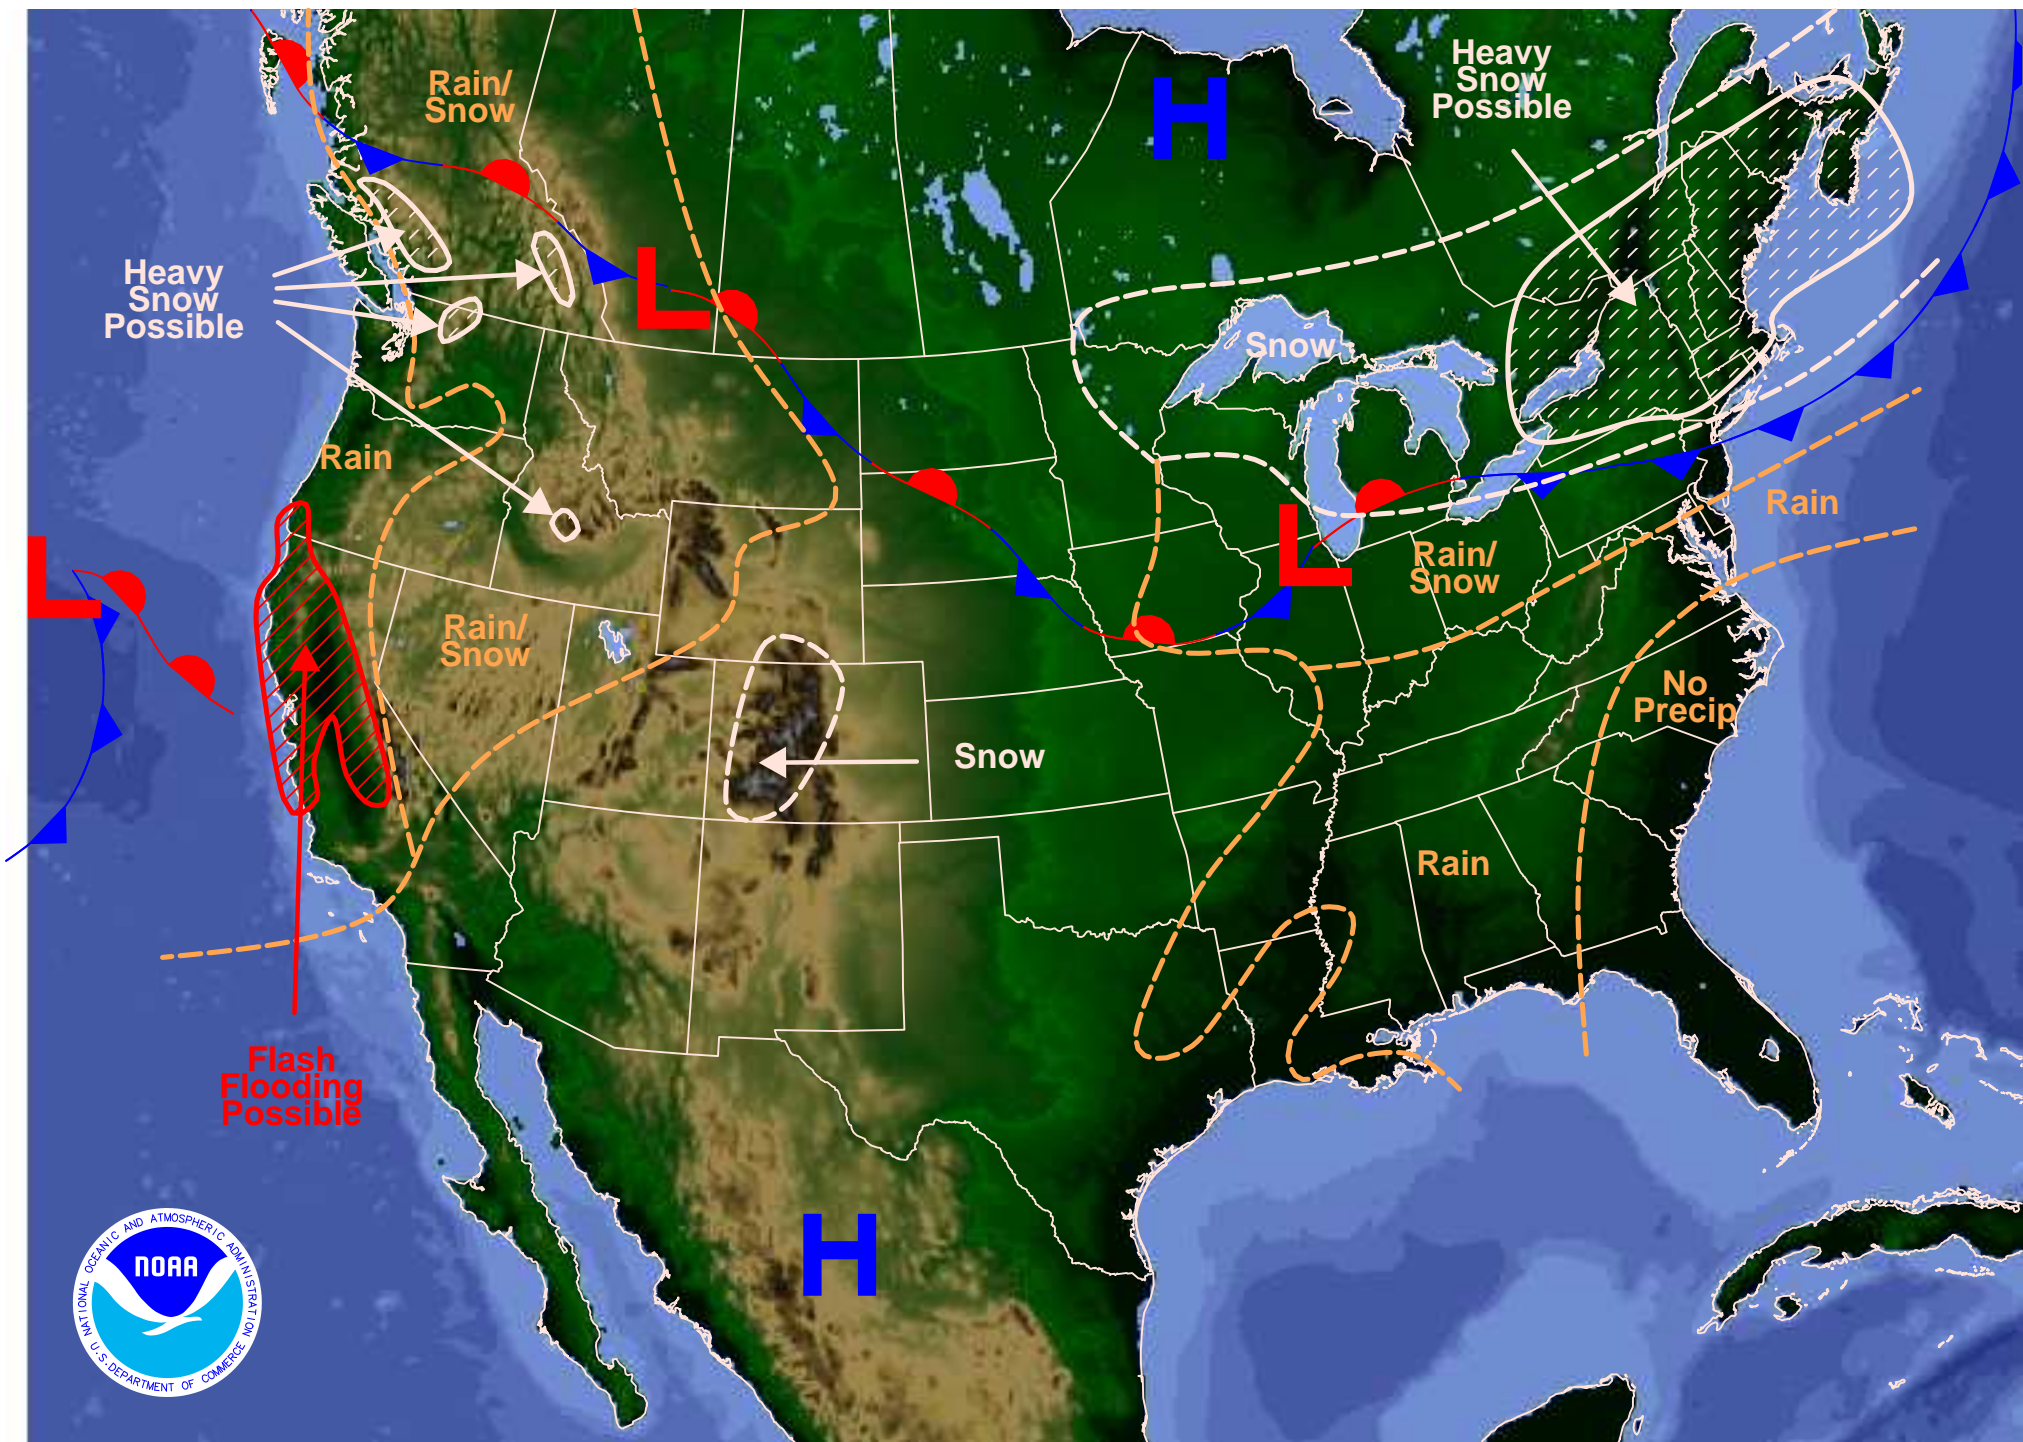 Heavy
Snow
Possible
Rain/
Snow
H
Heavy
Snow
Possible
L
Snow
Rain
Rain
L
L
Rain/
Snow
Rain/
Snow
No
Precip
Snow
Rain
Flash
Flooding
Possible
H
NATIONAL OCEANIC AND ATMOSPHERIC ADMINISTRATION
NOAA
U.S. DEPARTMENT OF COMMERCE